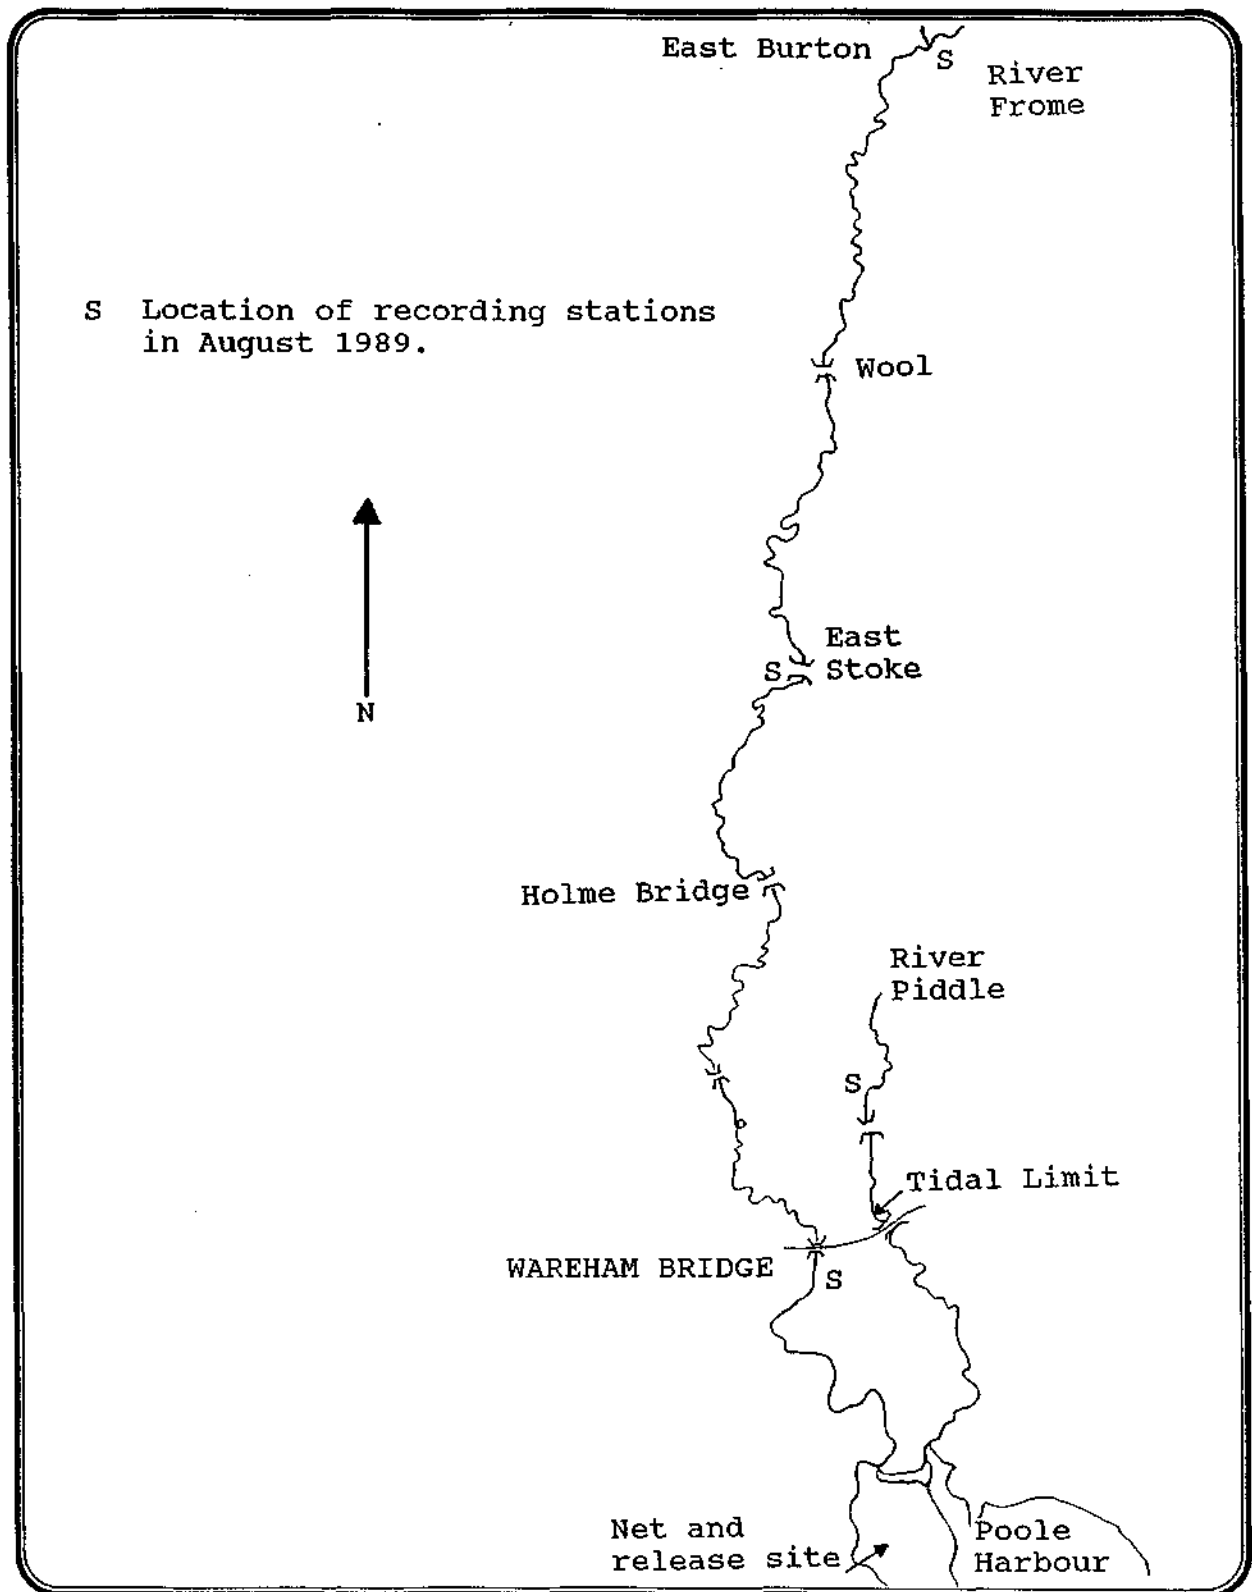 East Burton
S
River
Frome
S Location of recording stations
in August 1989.
Wool
N
East
S Stoke
Holme Bridge
River
Piddle
S
Tidal Limit
WAREHAM BRIDGE
S
Net and
release site
Poole
Harbour